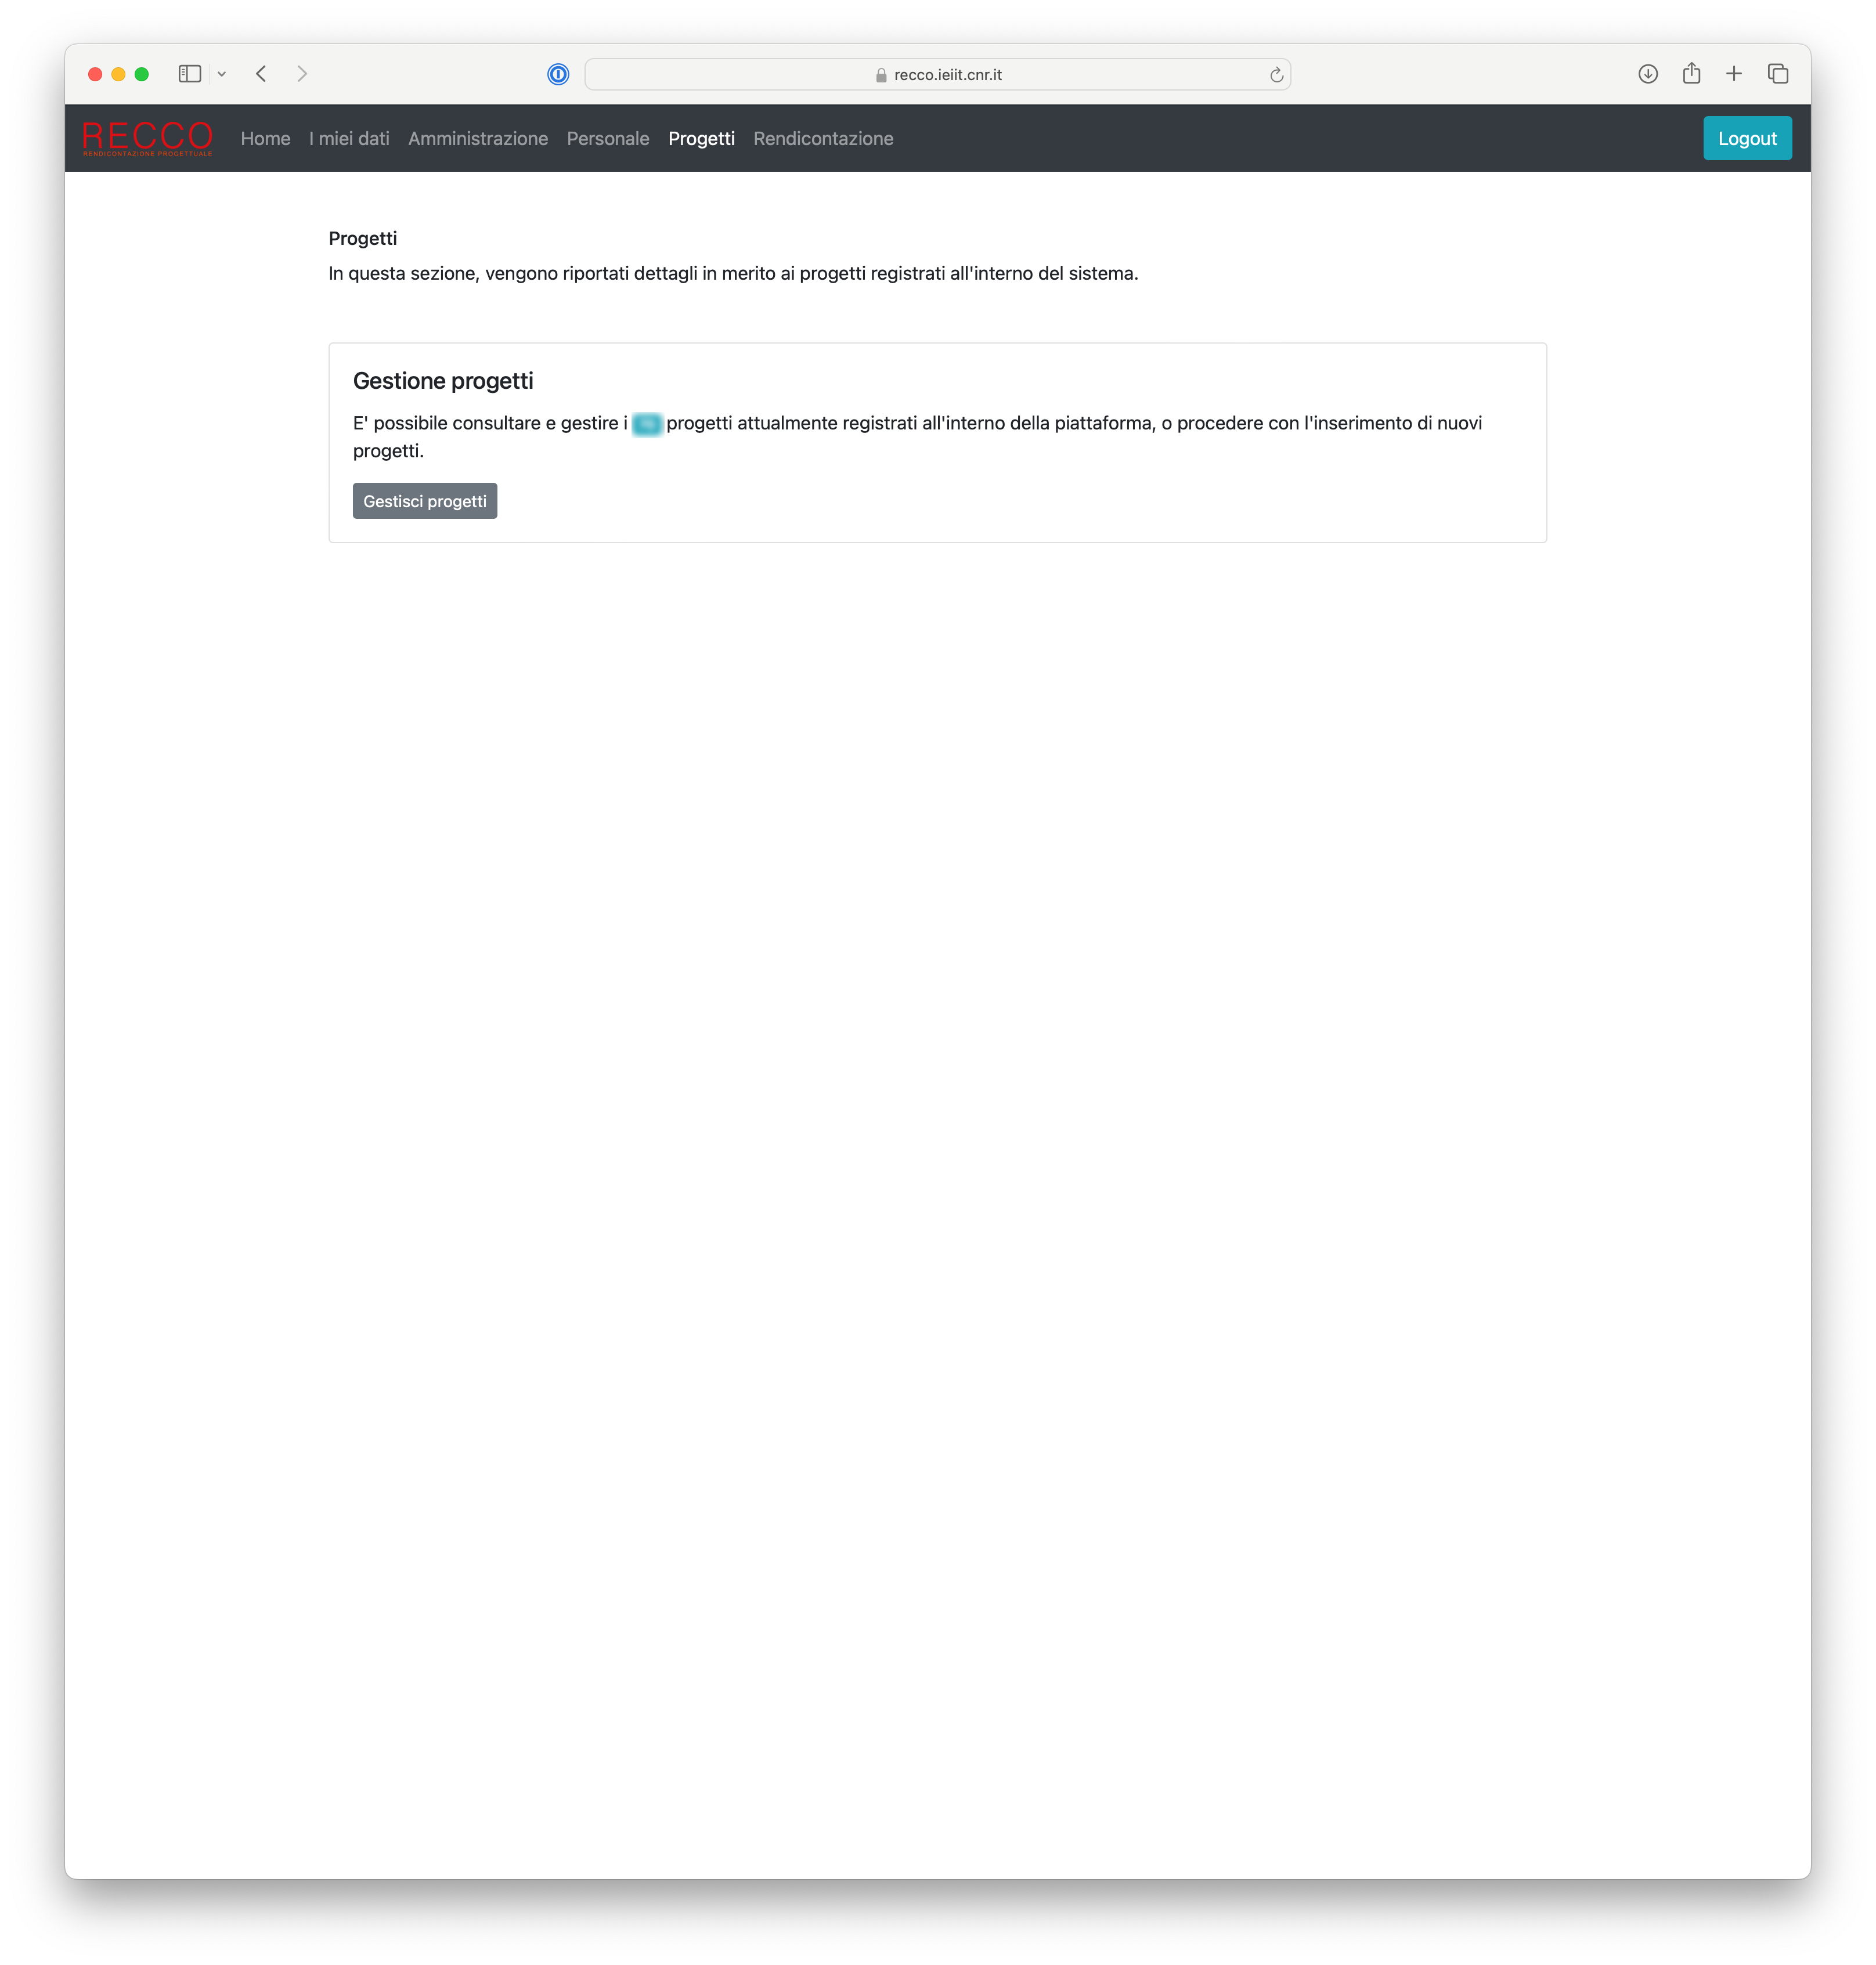 recco.ieiit.cnr.it
RECCO
RENDICONTAZIONE PROGETTUALE
Home I miei dati Amministrazione Personale Progetti Rendicontazione Logout
Progetti
In questa sezione, vengono riportati dettagli in merito ai progetti registrati all'interno del sistema.
Gestione progetti
E' possibile consultare e gestire i progetti attualmente registrati all'interno della piattaforma, o procedere con l'inserimento di nuovi
progetti.
Gestisci progetti